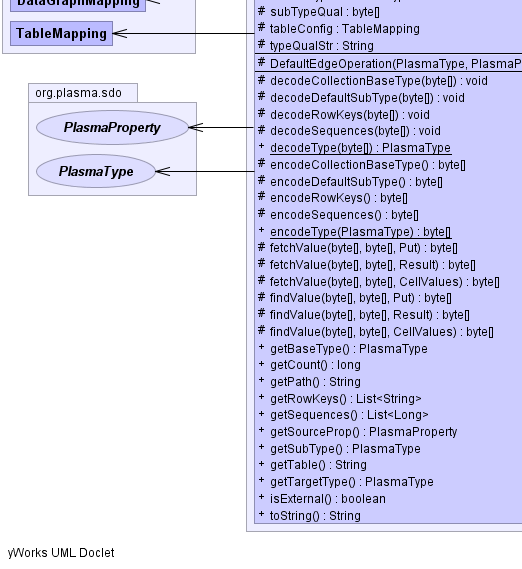 DataGraphMapping
TableMapping
org.plasma.sdo
PlasmaProperty
PlasmaType
# subTypeQual : byte[]
# tableConfig : TableMapping
# typeQualStr : String
# DefaultEdgeOperation(PlasmaType, PlasmaP
# decodeCollectionBaseType(byte[]) : void
# decodeDefaultSubType(byte[]) : void
# decodeRowKeys(byte[]) : void
# decodeSequences(byte[]) : void
+ decodeType(byte[]) : PlasmaType
# encodeCollectionBaseType() : byte[]
# encodeDefaultSubType() : byte[]
# encodeRowKeys() : byte[]
# encodeSequences() : byte[]
+ encodeType(PlasmaType) : byte[]
# fetchValue(byte[], byte[], Put) : byte[]
# fetchValue(byte[], byte[], Result) : byte[]
# fetchValue(byte[], byte[], CellValues) : byte[]
# findValue(byte[], byte[], Put) : byte[]
# findValue(byte[], byte[], Result) : byte[]
# findValue(byte[], byte[], CellValues) : byte[]
+ getBaseType() : PlasmaType
+ getCount() : long
+ getPath() : String
+ getRowKeys() : List<String>
+ getSequences() : List<Long>
+ getSourceProp() : PlasmaProperty
+ getSubType() : PlasmaType
+ getTable() : String
+ getTargetType() : PlasmaType
+ isExternal() : boolean
+ toString() : String
yWorks UML Doclet